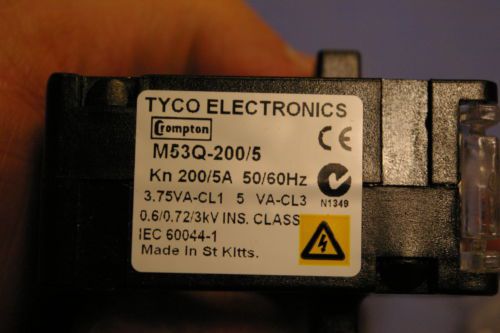 TYCO ELECTRONICS
Crompton
CE
M53Q-200/5
Kn 200/5A 50/60Hz
3.75VA-CL1 5 VA-CL3
N1349
0.6/0.72/3kV INS. CLASS
IEC 60044-1
Made In St Kitts.